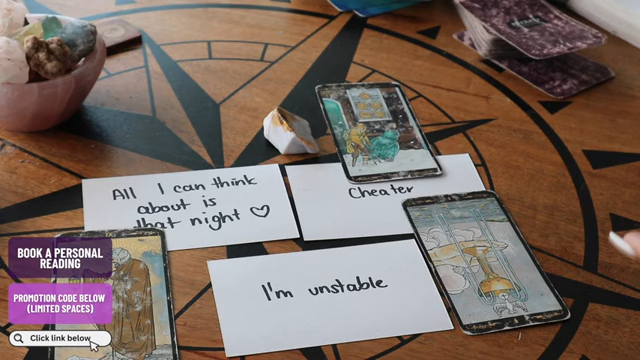 All I can think
about is
that night ♡
Cheater
I'm unstable
BOOK A PERSONAL
READING
PROMOTION CODE BELOW
(LIMITED SPACES)
Click link below